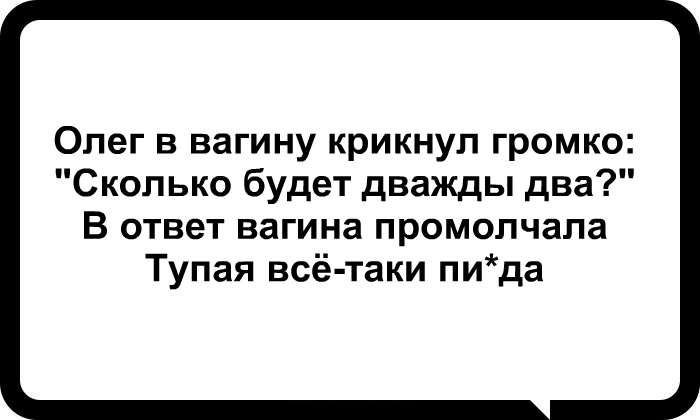 Олег в вагину крикнул громко:
"Сколько будет дважды два?"
В ответ вагина промолчала
Тупая всё-таки пи*да